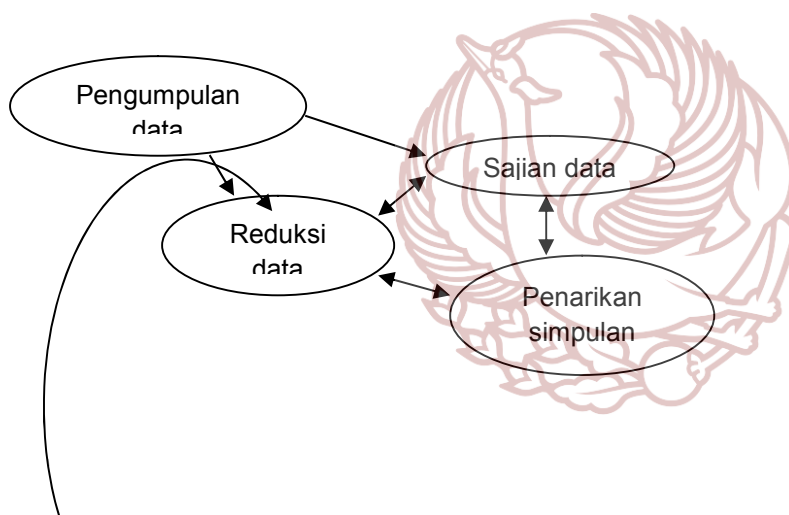 Pengumpulan
data
Sajian data
Reduksi
data
Penarikan
simpulan